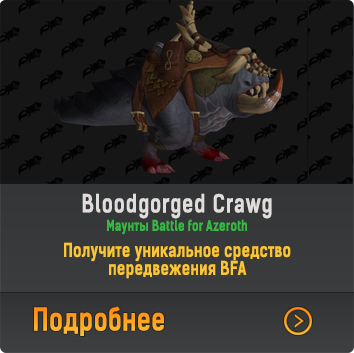 Bloodgorged Crawg
Маунты Battle for Azeroth
Получите уникальное средство
передвежения BFA
Подробнее